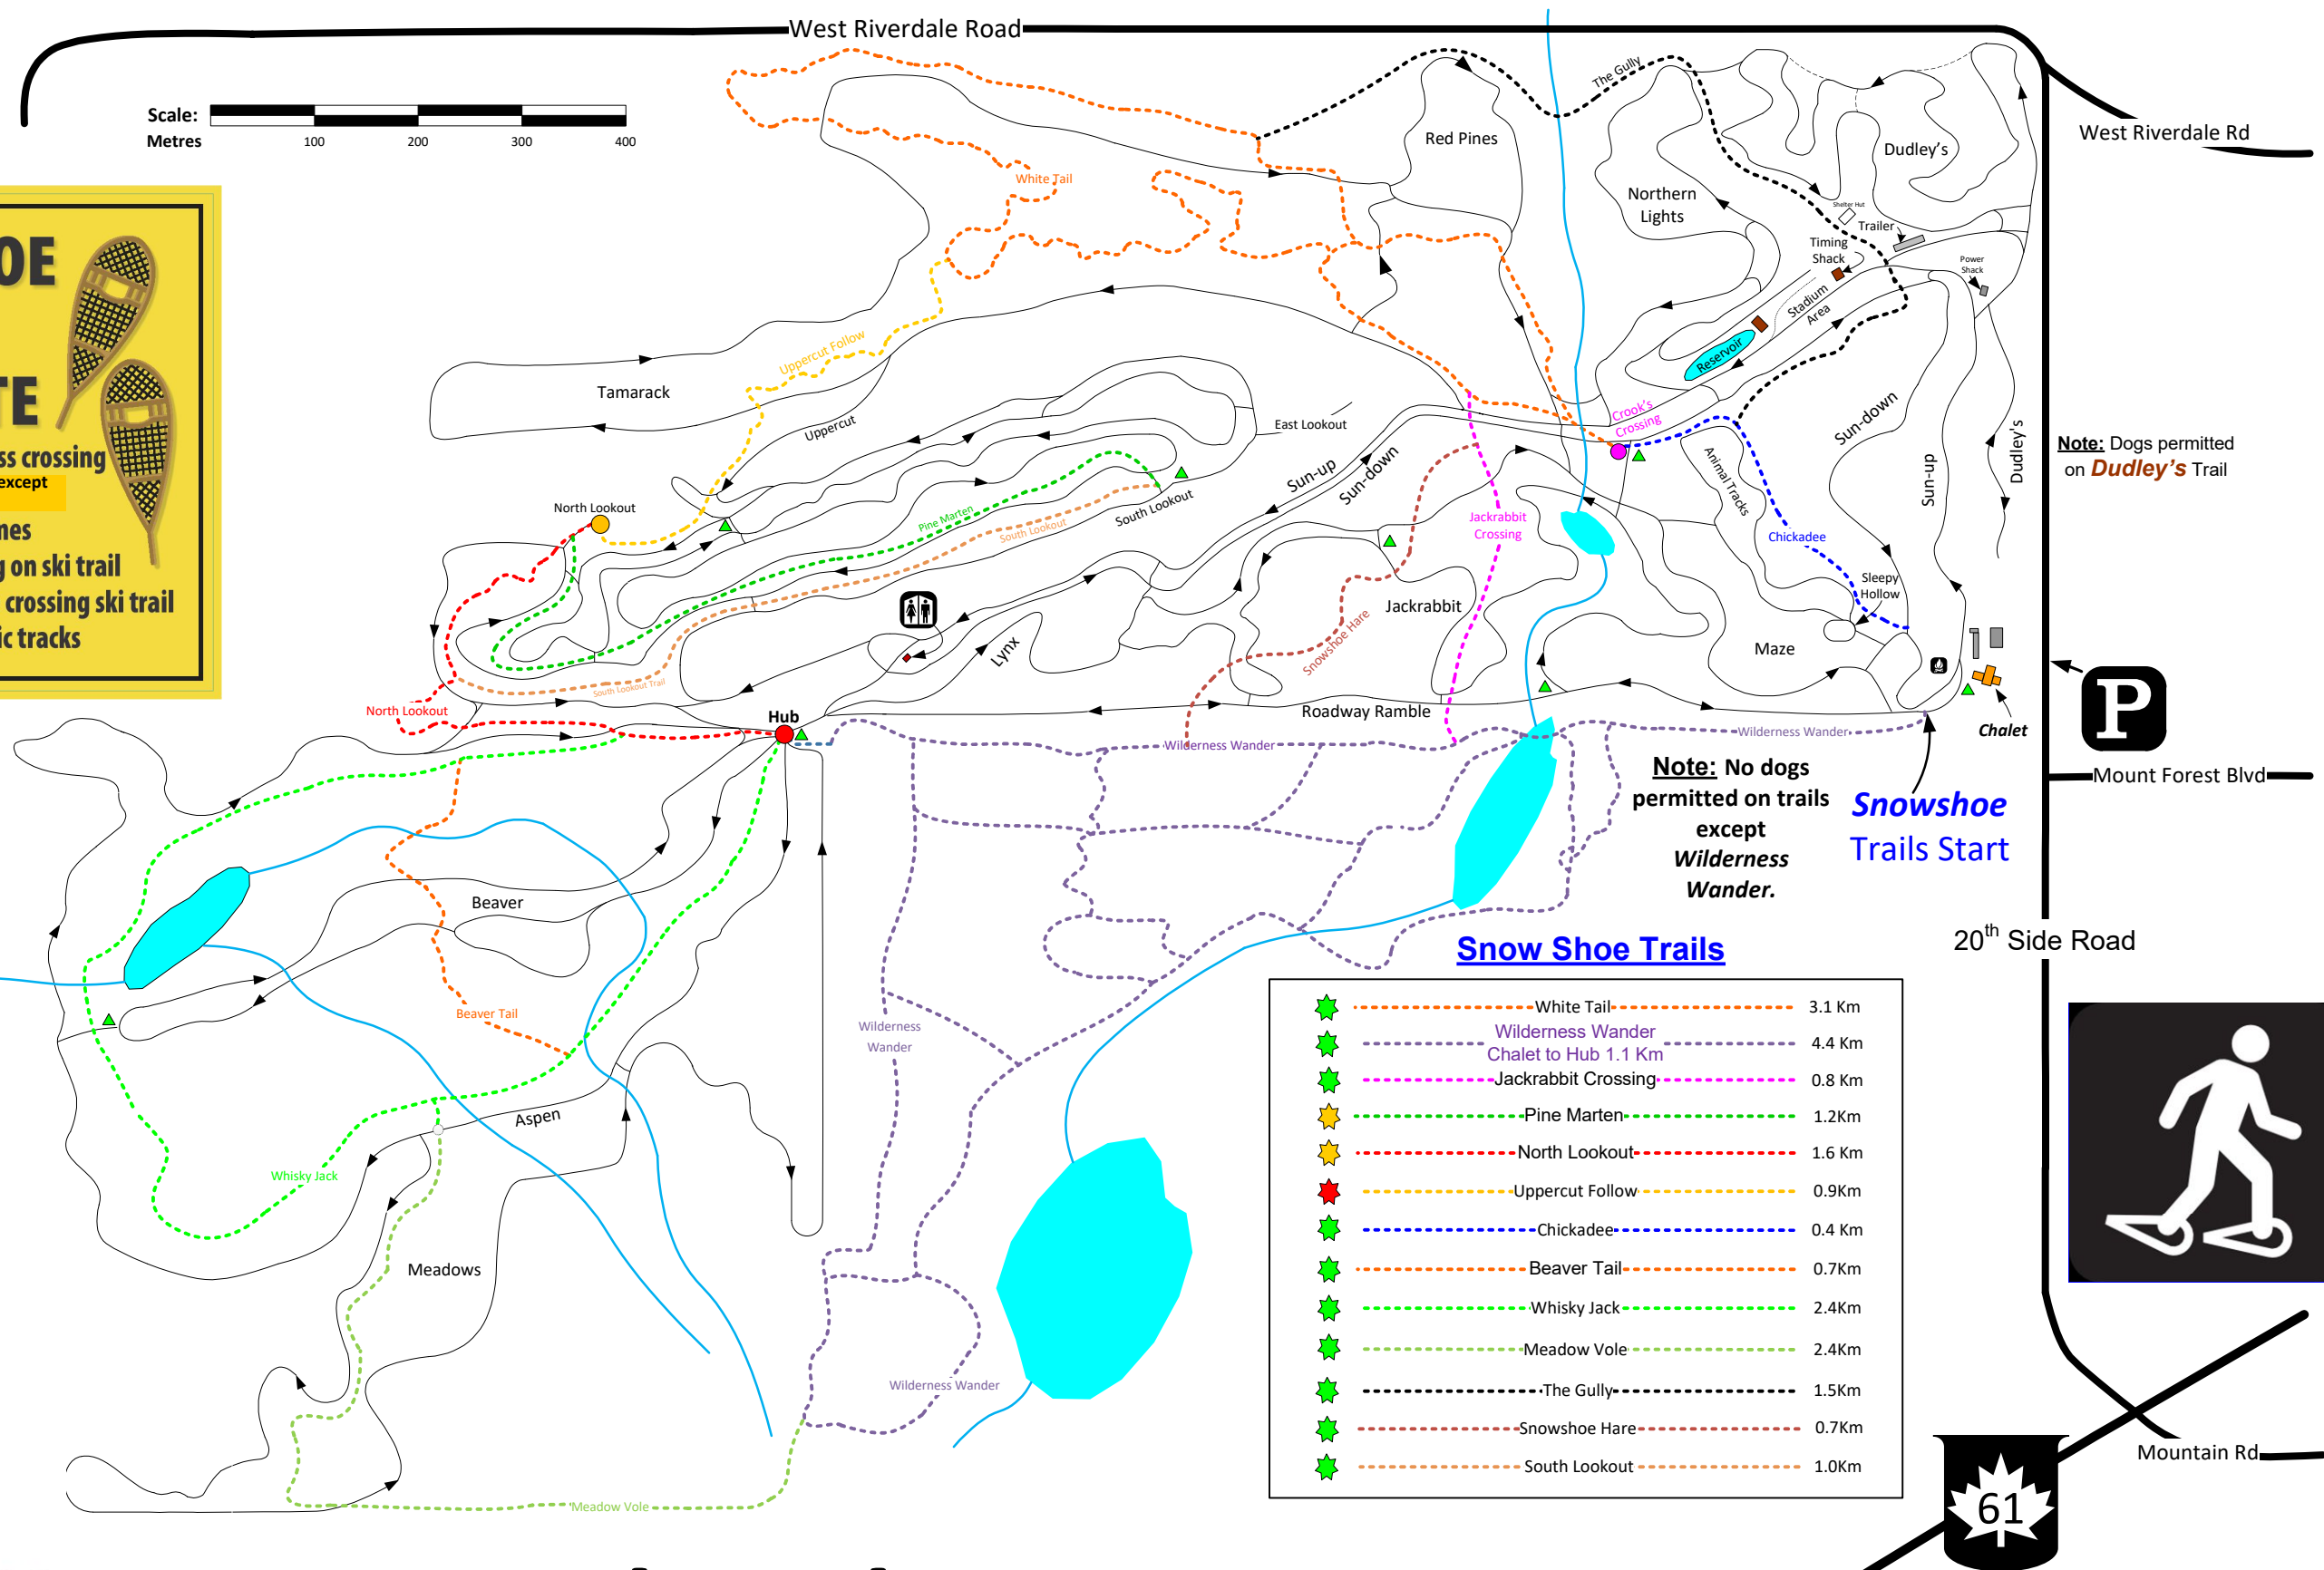 West Riverdale Road
Scale:
Metres
100
200
300
400
The Gully
Red Pines
West Riverdale Rd
Dudley's
White Tail
Northern
Lights
Shelter Hut
Trailer
Timing
Shack
Power
Shack
Stadium
Area
Reservoir
OE
TE
ss crossing
except
nes
g on ski trail
crossing ski trail
ic tracks
Uppercut Follow
Tamarack
Uppercut
East Lookout
Crook's
Crossing
Sun-down
Sun-up
Dudley's
Note: Dogs permitted
on Dudley's Trail
Sun-up
Sun-down
Animal Tracks
North Lookout
Pine Marten
South Lookout
South Lookout
Jackrabbit
Crossing
Chickadee
Sleepy
Hollow
Jackrabbit
Snowshoe Hare
Lynx
Maze
South Lookout Trail
North Lookout
Hub
Roadway Ramble
Wilderness Wander
Wilderness Wander
Chalet
P
Mount Forest Blvd
Note: No dogs
permitted on trails
except
Wilderness
Wander.
Snowshoe
Trails Start
Beaver
20th Side Road
Beaver Tail
Wilderness
Wander
Aspen
Whisky Jack
Meadows
Wilderness Wander
Meadow Vole
Snow Shoe Trails
White Tail 3.1 Km
Wilderness Wander
Chalet to Hub 1.1 Km 4.4 Km
Jackrabbit Crossing 0.8 Km
Pine Marten 1.2Km
North Lookout 1.6 Km
Uppercut Follow 0.9Km
Chickadee 0.4 Km
Beaver Tail 0.7Km
Whisky Jack 2.4Km
Meadow Vole 2.4Km
The Gully 1.5Km
Snowshoe Hare 0.7Km
South Lookout 1.0Km
Mountain Rd
61